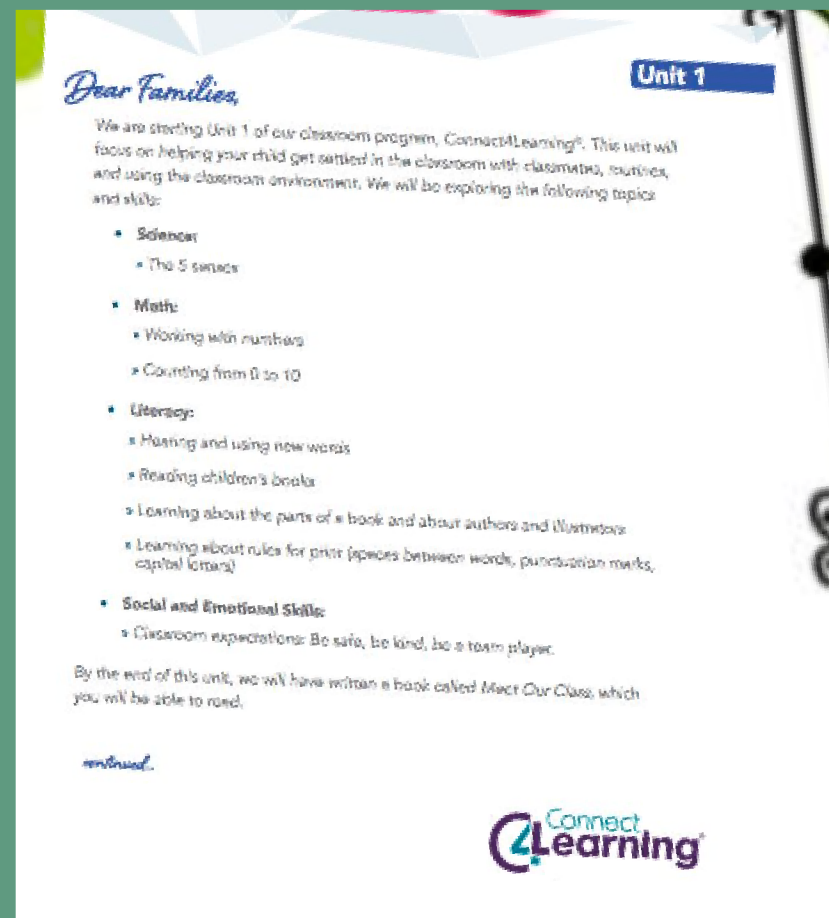 Unit 1
Dear Families,
We are starting Unit 1 of our classroom program, Connect4Learning®. This unit will
focus on helping your child get settled in the classroom with classmates, routines,
and using the classroom environment. We will be exploring the following topics
and skills:
• Science:
» The 5 senses
• Math:
» Working with numbers
» Counting from 0 to 10
• Literacy:
» Hearing and using new words
» Reading children's books
» Learning about the parts of a book and about authors and illustrators
» Learning about rules for print (spaces between words, punctuation marks,
capital letters)
• Social and Emotional Skills:
» Classroom expectations: Be safe, be kind, be a team player.
By the end of this unit, we will have written a book called Meet Our Class, which
you will be able to read.
continued...
Connect
4Learning®